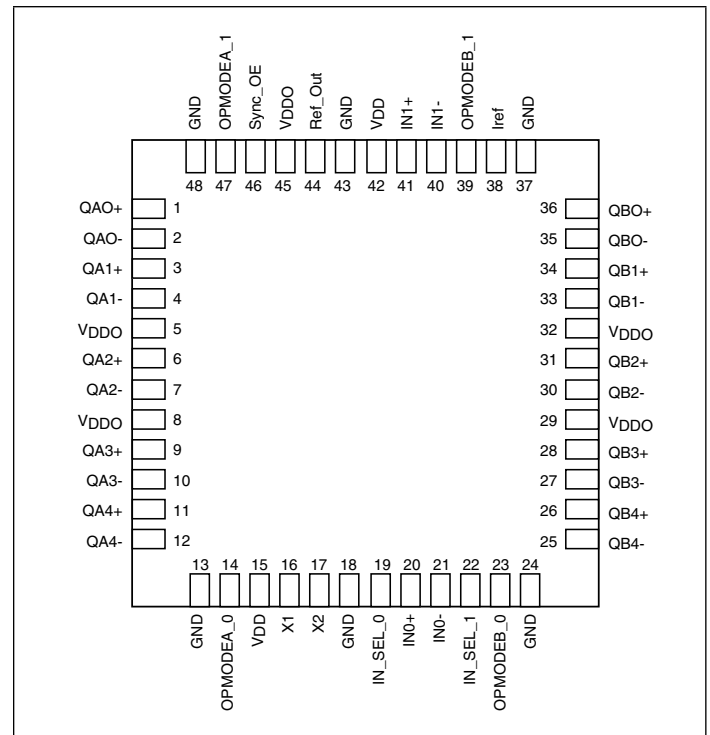 GND OPMODEA_1 Sync_OE VDDO Ref_Out GND VDD IN1+ IN1- OPMODEB_1 Iref GND
48 47 46 45 44 43 42 41 40 39 38 37
QAO+ 1 36 QBO+
QAO- 2 35 QBO-
QA1+ 3 34 QB1+
QA1- 4 33 QB1-
VDDO 5 32 VDDO
QA2+ 6 31 QB2+
QA2- 7 30 QB2-
VDDO 8 29 VDDO
QA3+ 9 28 QB3+
QA3- 10 27 QB3-
QA4+ 11 26 QB4+
QA4- 12 25 QB4-
13 14 15 16 17 18 19 20 21 22 23 24
GND OPMODEA_0 VDD X1 X2 GND IN_SEL_0 IN0+ IN0- IN_SEL_1 OPMODEB_0 GND